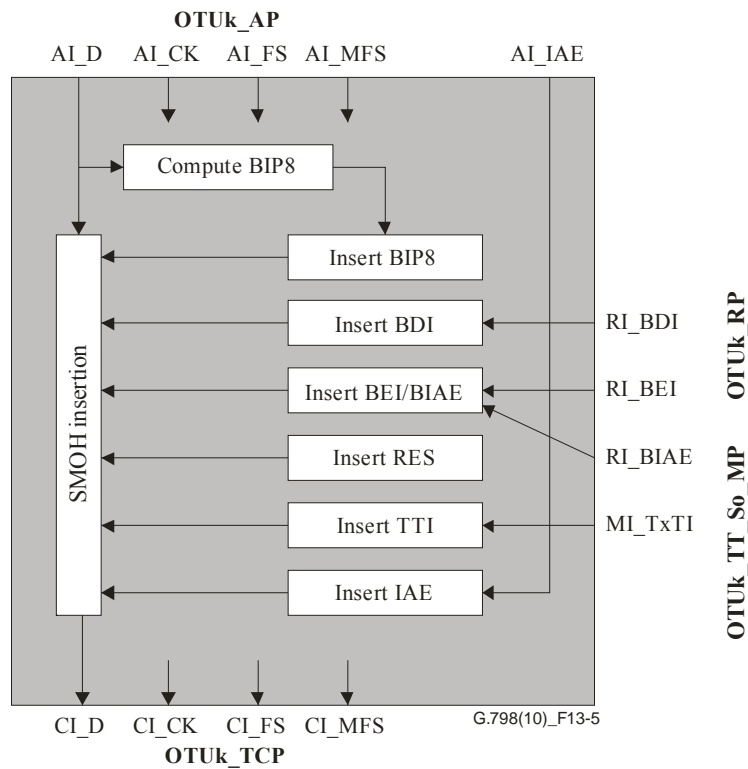 OTUk_AP
AI_D AI_CK AI_FS AI_MFS AI_IAE
Compute BIP8
Insert BIP8
Insert BDI
RI_BDI
Insert BEI/BIAE
RI_BEI
Insert RES
RI_BIAE
Insert TTI
MI_TxTI
Insert IAE
SMOH insertion
OTUk_RP
OTUk_TT_So_MP
CI_D CI_CK CI_FS CI_MFS
G.798(10)_F13-5
OTUk_TCP